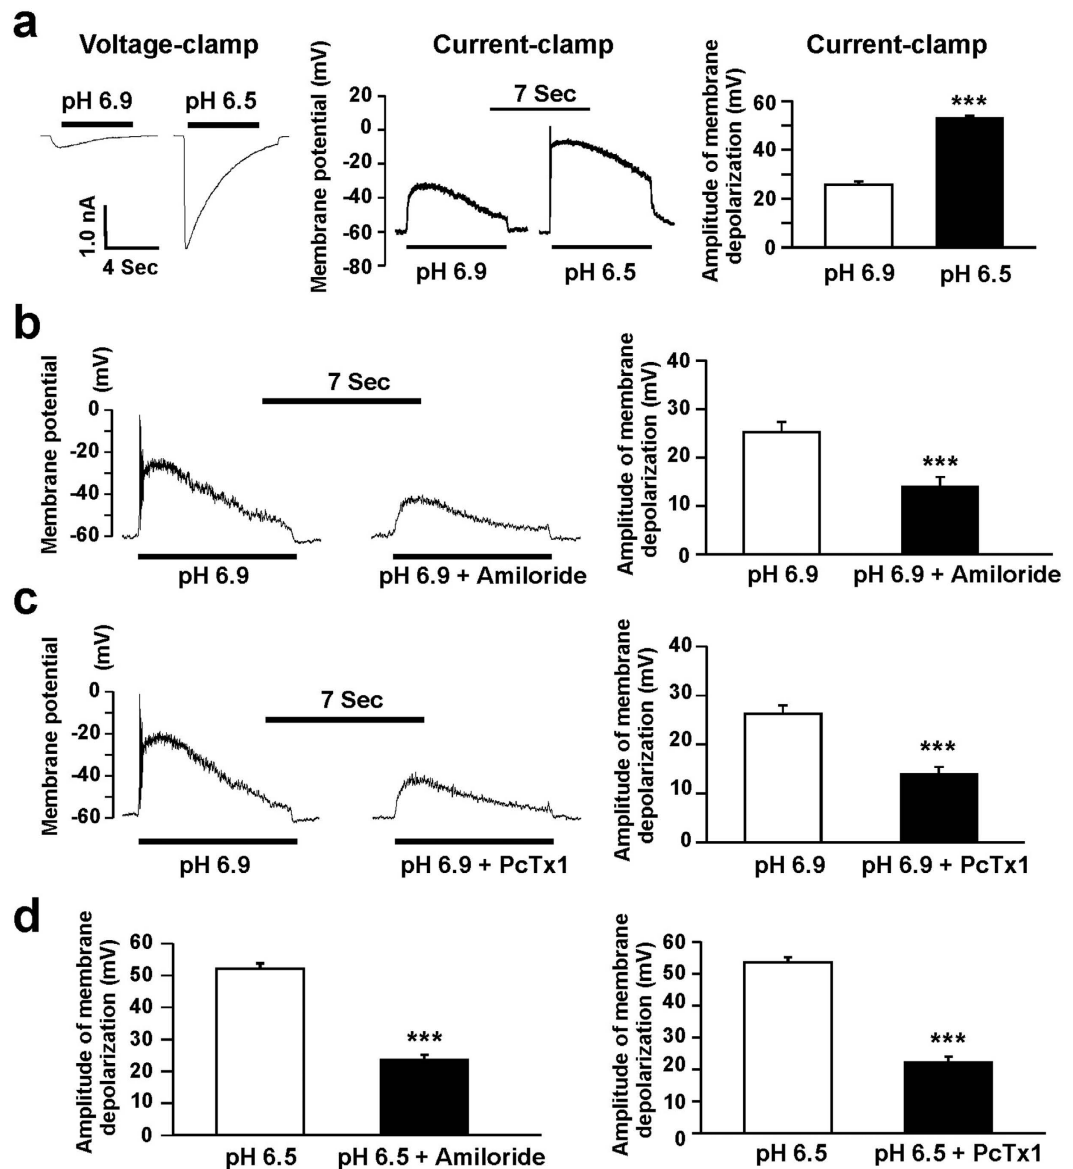 a
Voltage-clamp
pH 6.9
pH 6.5
1.0 nA
4 Sec
Current-clamp
Membrane potential (mV)
20
0
-20
-40
-60
-80
7 Sec
pH 6.9
pH 6.5
Current-clamp
Amplitude of membrane
depolarization (mV)
60
40
20
0
***
pH 6.9
pH 6.5
b
Membrane potential
(mV)
0
-20
-40
-60
7 Sec
pH 6.9
pH 6.9 + Amiloride
Amplitude of membrane
depolarization (mV)
40
30
20
10
0
***
pH 6.9
pH 6.9 + Amiloride
c
Membrane potential
(mV)
0
-20
-40
-60
7 Sec
pH 6.9
pH 6.9 + PcTx1
Amplitude of membrane
depolarization (mV)
40
30
20
10
0
***
pH 6.9
pH 6.9 + PcTx1
d
Amplitude of membrane
depolarization (mV)
60
50
40
30
20
10
0
***
pH 6.5
pH 6.5 + Amiloride
Amplitude of membrane
depolarization (mV)
60
50
40
30
20
10
0
***
pH 6.5
pH 6.5 + PcTx1